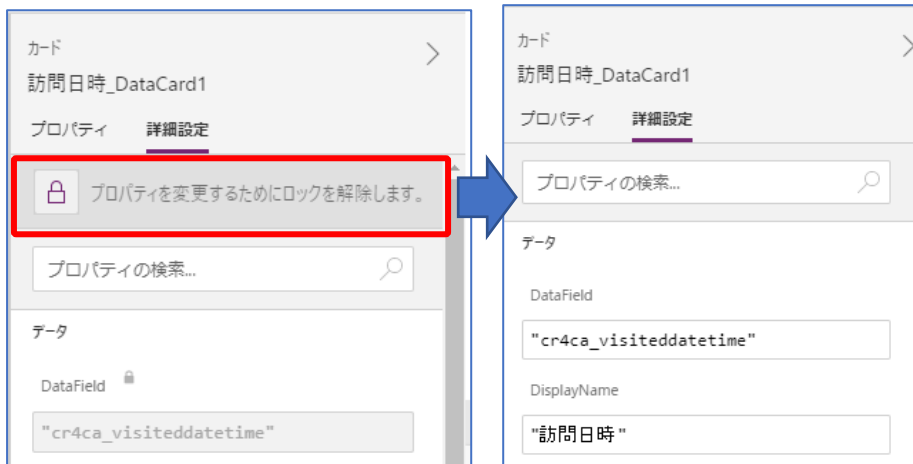 カード
訪問日時_DataCard1
プロパティ 詳細設定
プロパティを変更するためにロックを解除します。
プロパティの検索...
データ
DataField
"cr4ca_visiteddatetime"
カード
訪問日時_DataCard1
プロパティ 詳細設定
プロパティの検索...
データ
DataField
"cr4ca_visiteddatetime"
DisplayName
"訪問日時"